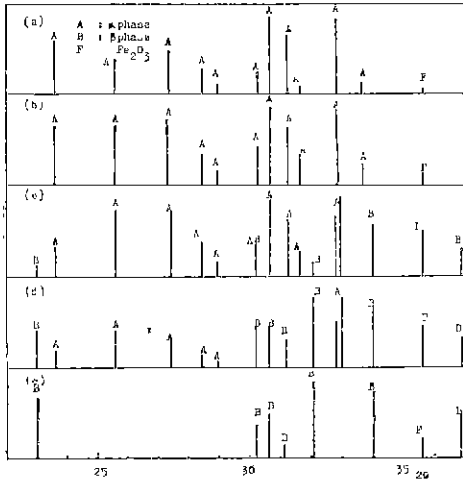 (a)
A : α phase
B : β phase
F Fe2O3
A A A A A A A A A F
(b)
A A A A A A A A A F
(c)
B A A A A A A B A A B B B
(d)
B A A A A A B B B B A B
(e)
B B B B B B F
25 30 35 2θ